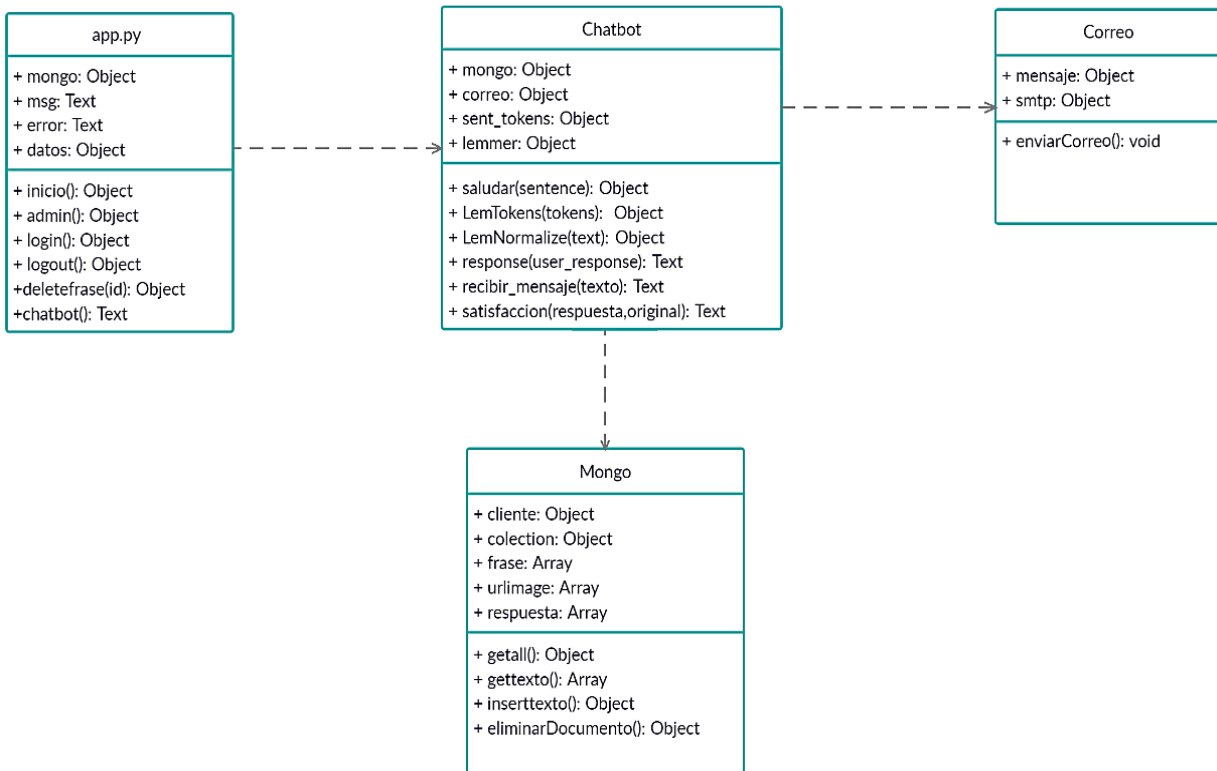 app.py
+ mongo: Object
+ msg: Text
+ error: Text
+ datos: Object
+ inicio(): Object
+ admin(): Object
+ login(): Object
+ logout(): Object
+deletefrase(id): Object
+chatbot(): Text
Chatbot
+ mongo: Object
+ correo: Object
+ sent_tokens: Object
+ lemmer: Object
+ saludar(sentence): Object
+ LemTokens(tokens): Object
+ LemNormalize(text): Object
+ response(user_response): Text
+ recibir_mensaje(texto): Text
+ satisfaccion(respuesta,original): Text
Correo
+ mensaje: Object
+ smtp: Object
+ enviarCorreo(): void
Mongo
+ cliente: Object
+ colection: Object
+ frase: Array
+ urlimage: Array
+ respuesta: Array
+ getall(): Object
+ gettexto(): Array
+ inserttexto(): Object
+ eliminarDocumento(): Object